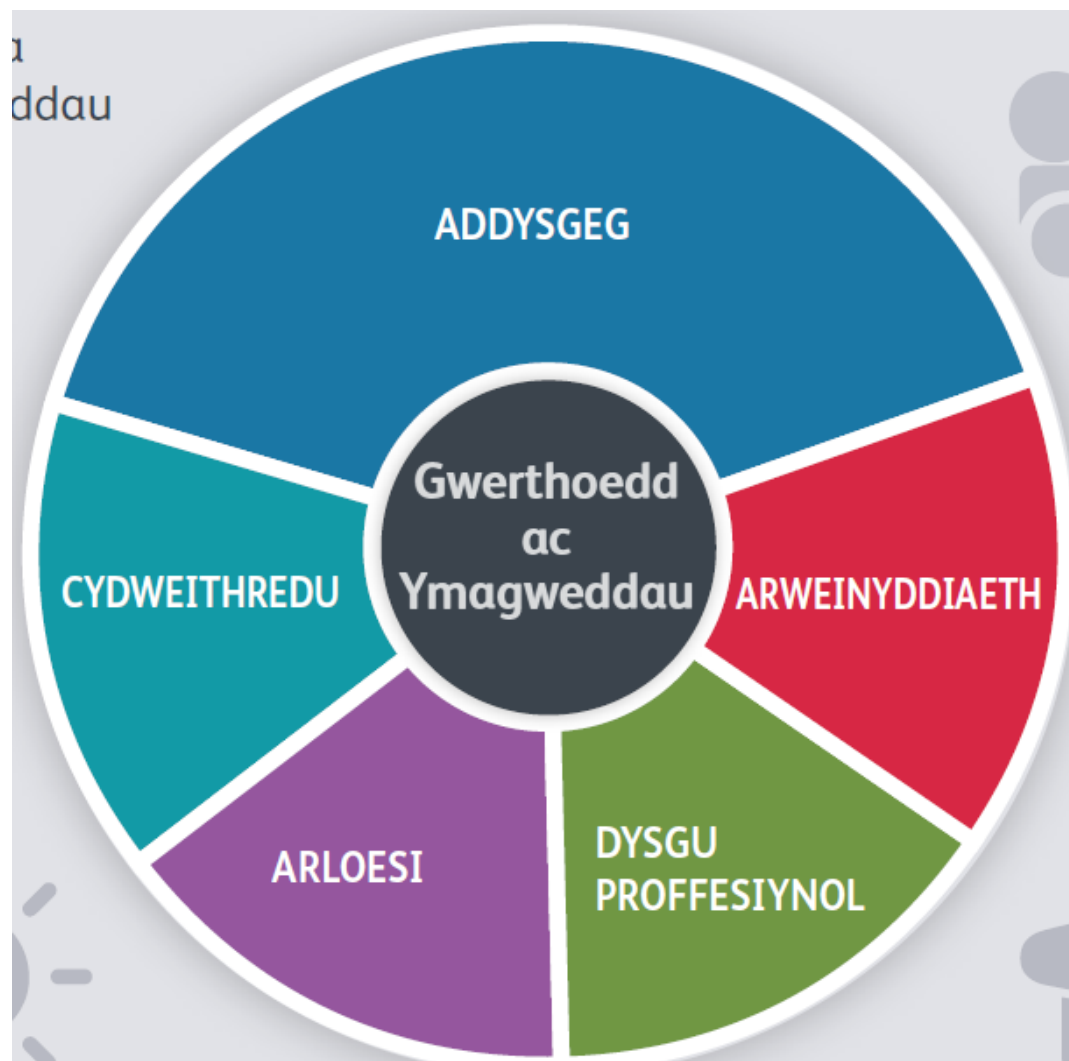 ddau
ADDYSGEG
Gwerthoedd
ac
Ymagweddau
CYDWEITHREDU
ARWEINYDDIAETH
ARLOESI
DYSGU
PROFFESIYNOL